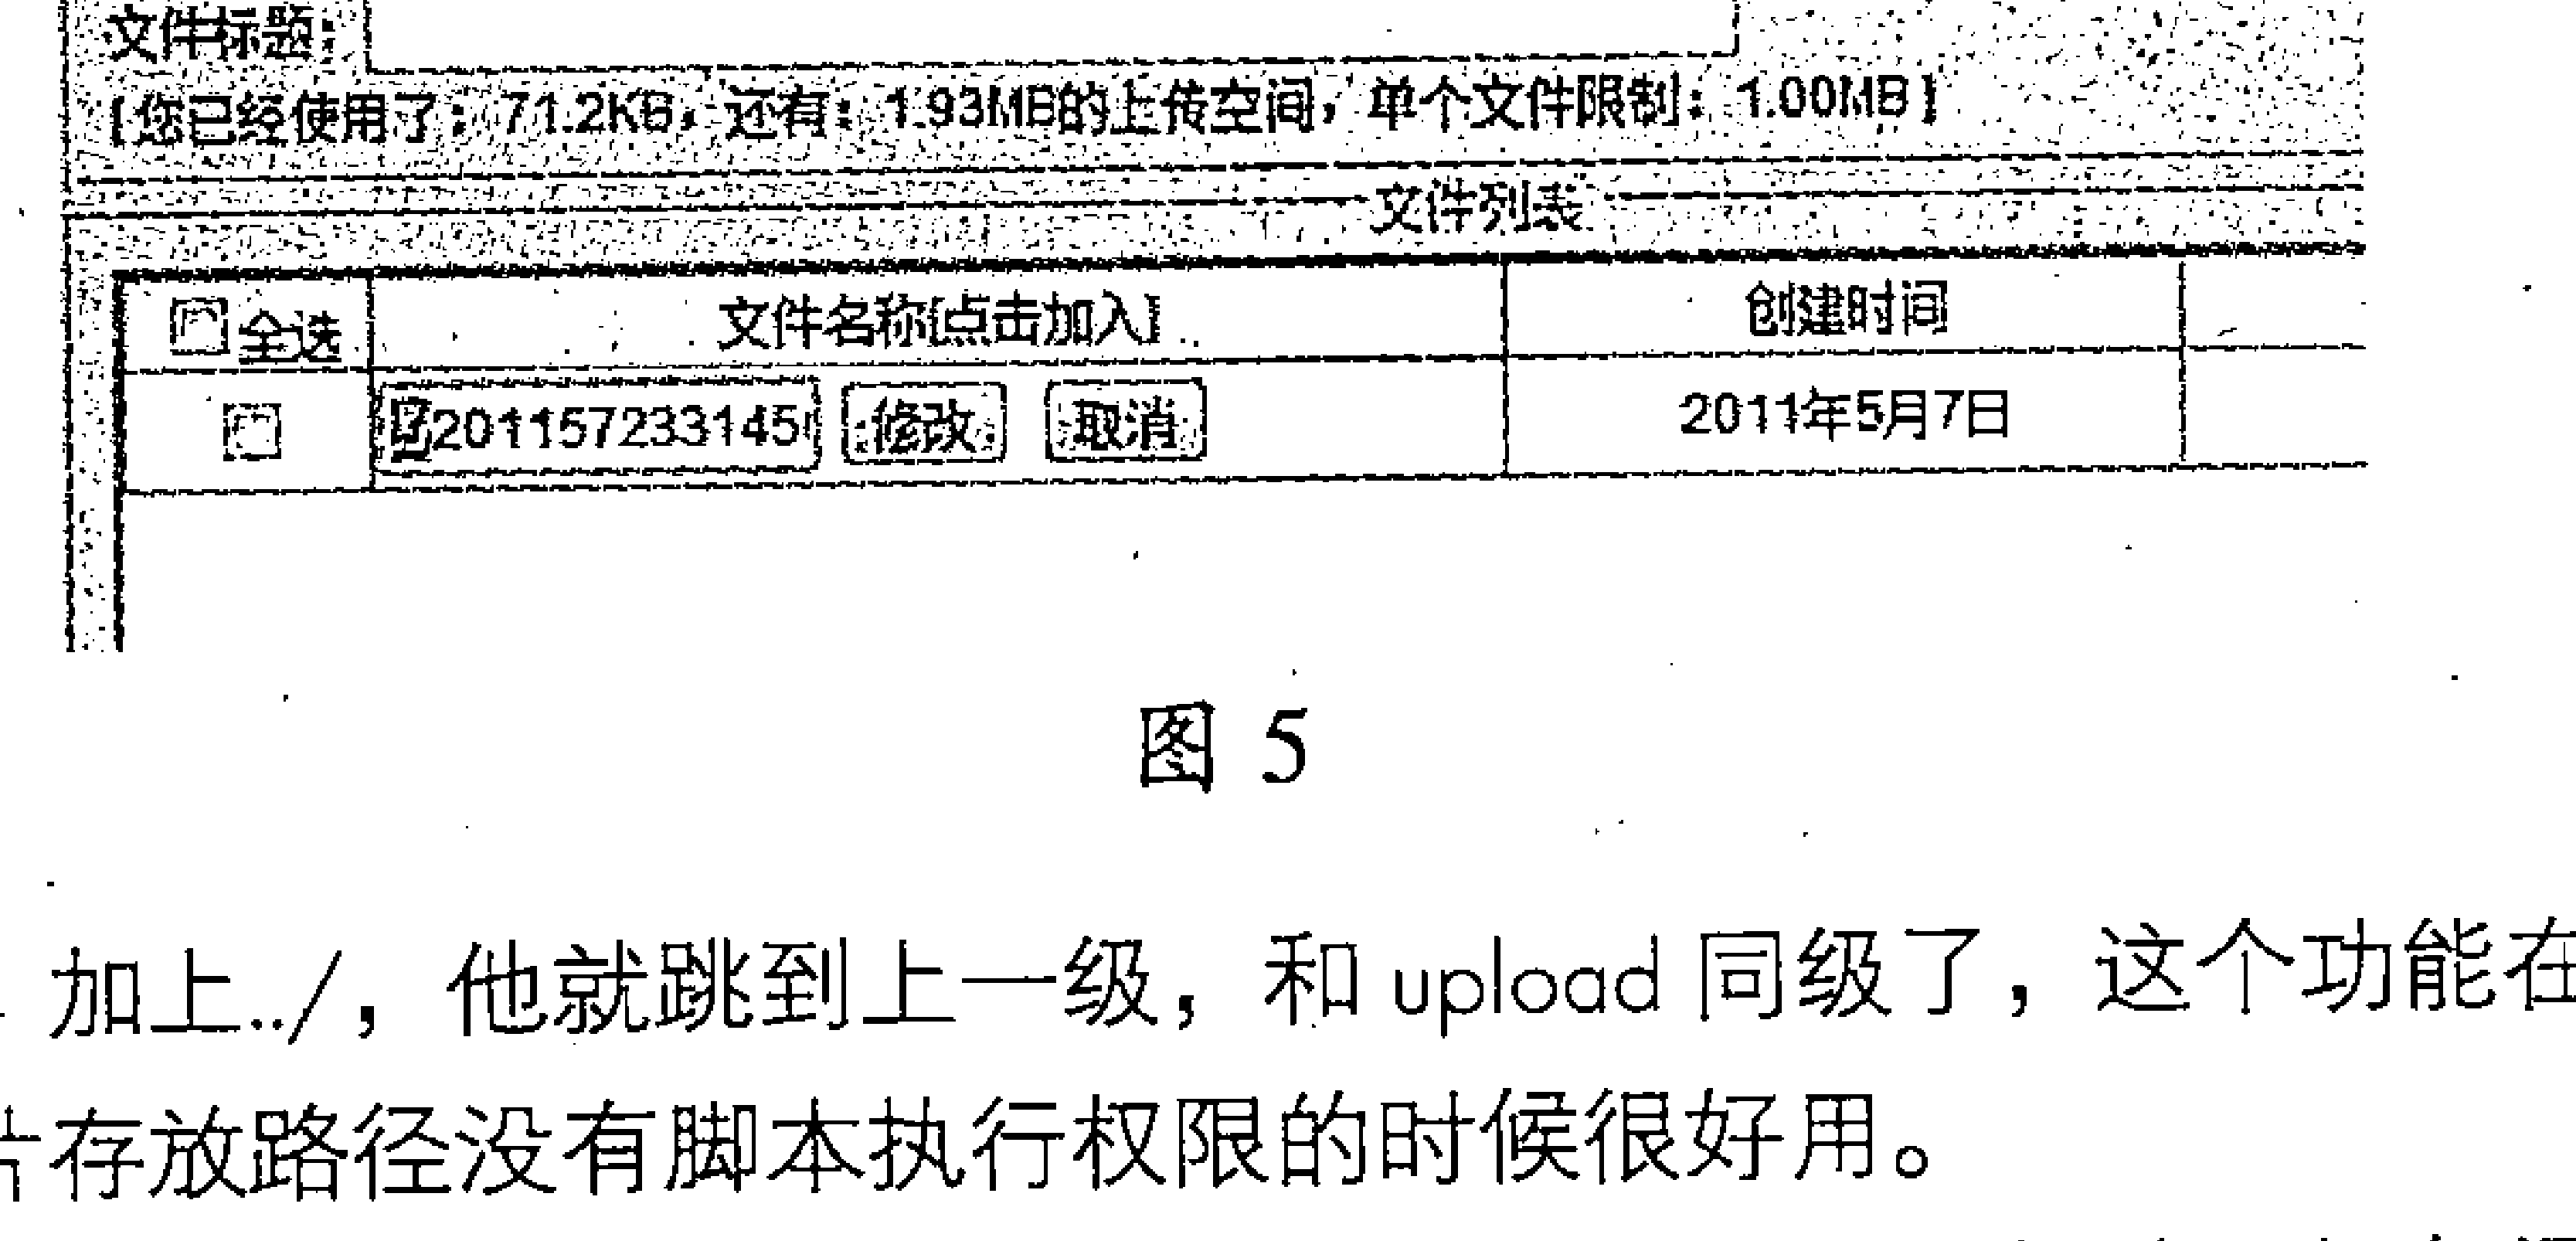 文件标题:
[您已经使用了: 71.2KB, 还有: 1.93MB的上传空间, 单个文件限制: 1.00MB]
文件列表
全选 文件名称[点击加入] 创建时间
201157233145 修改 取消 2011年5月7日
图 5
加上../，他就跳到上一级，和 upload 同级了，这个功能在
片存放路径没有脚本执行权限的时候很好用。